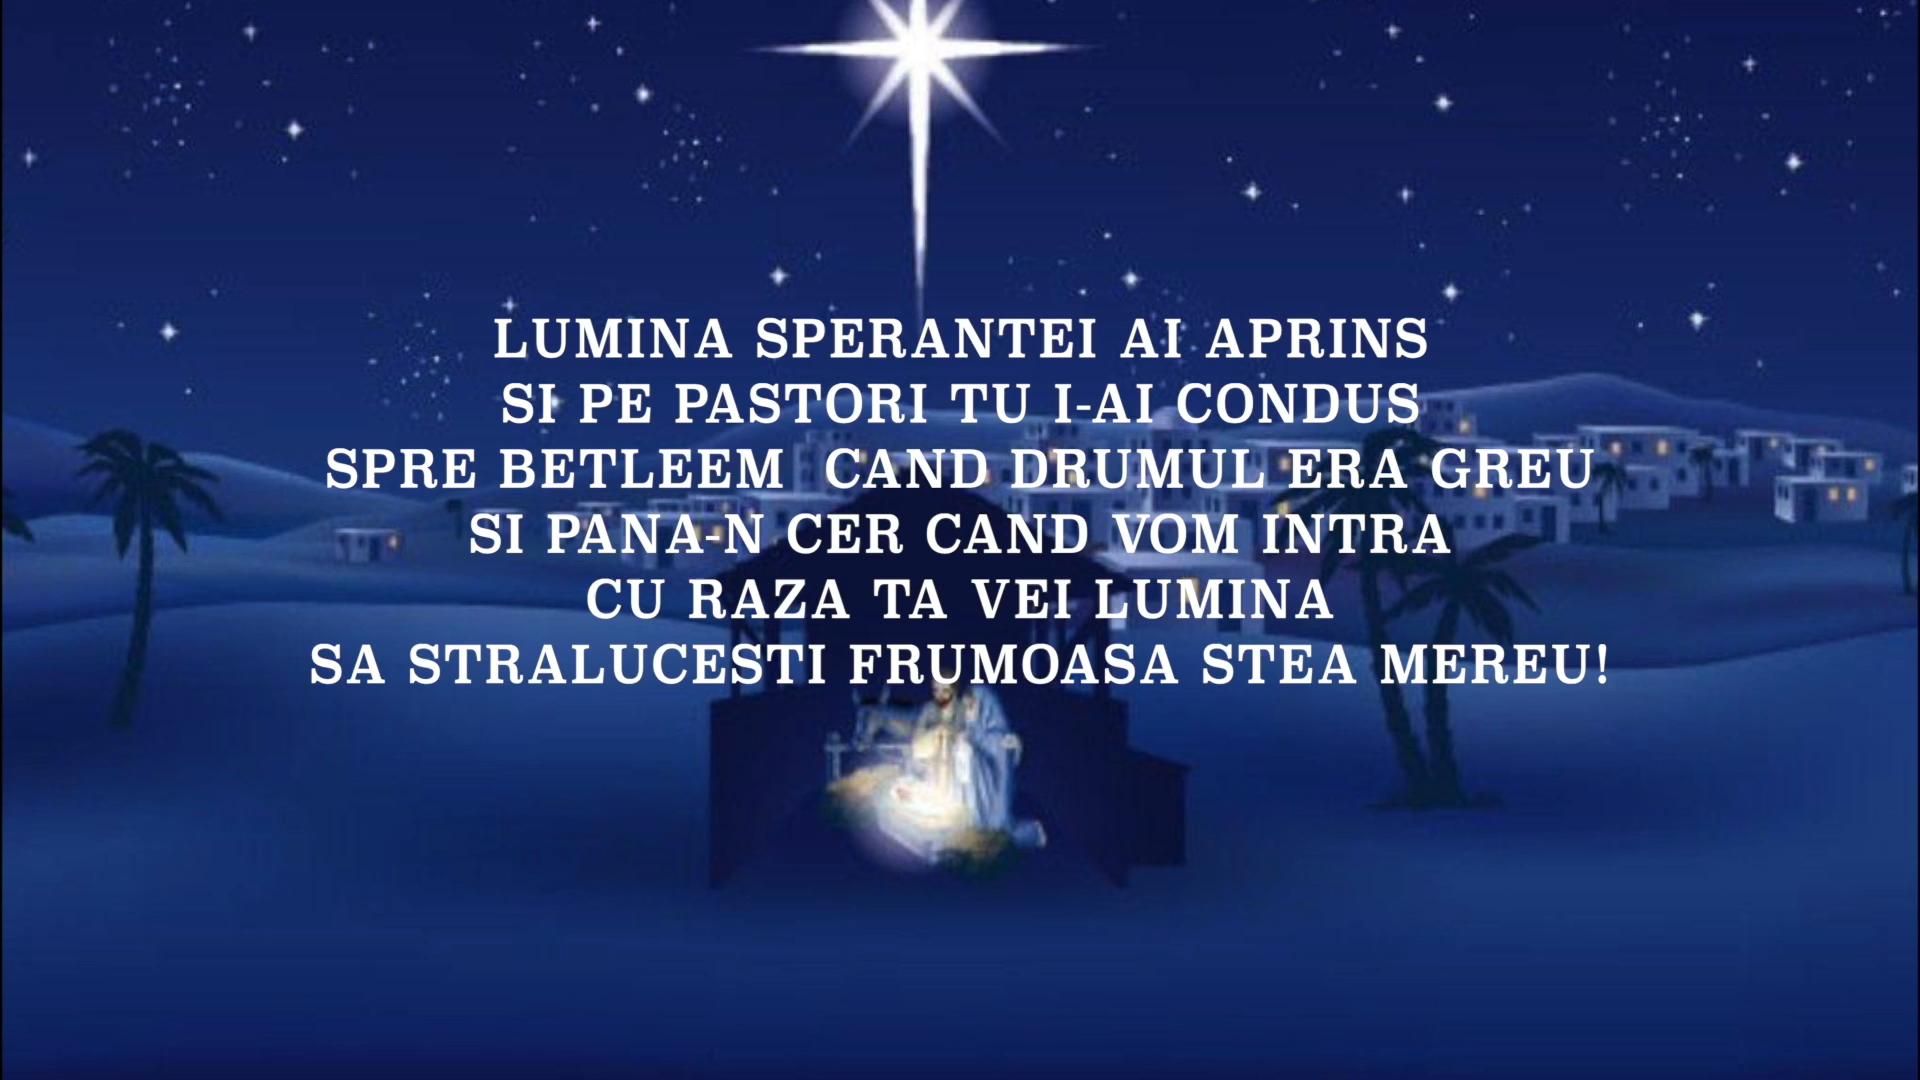 LUMINA SPERANTEI AI APRINS
SI PE PASTORI TU I-AI CONDUS
SPRE BETLEEM  CAND DRUMUL ERA GREU
SI PANA-N CER CAND VOM INTRA
CU RAZA TA VEI LUMINA
SA STRALUCESTI FRUMOASA STEA MEREU!